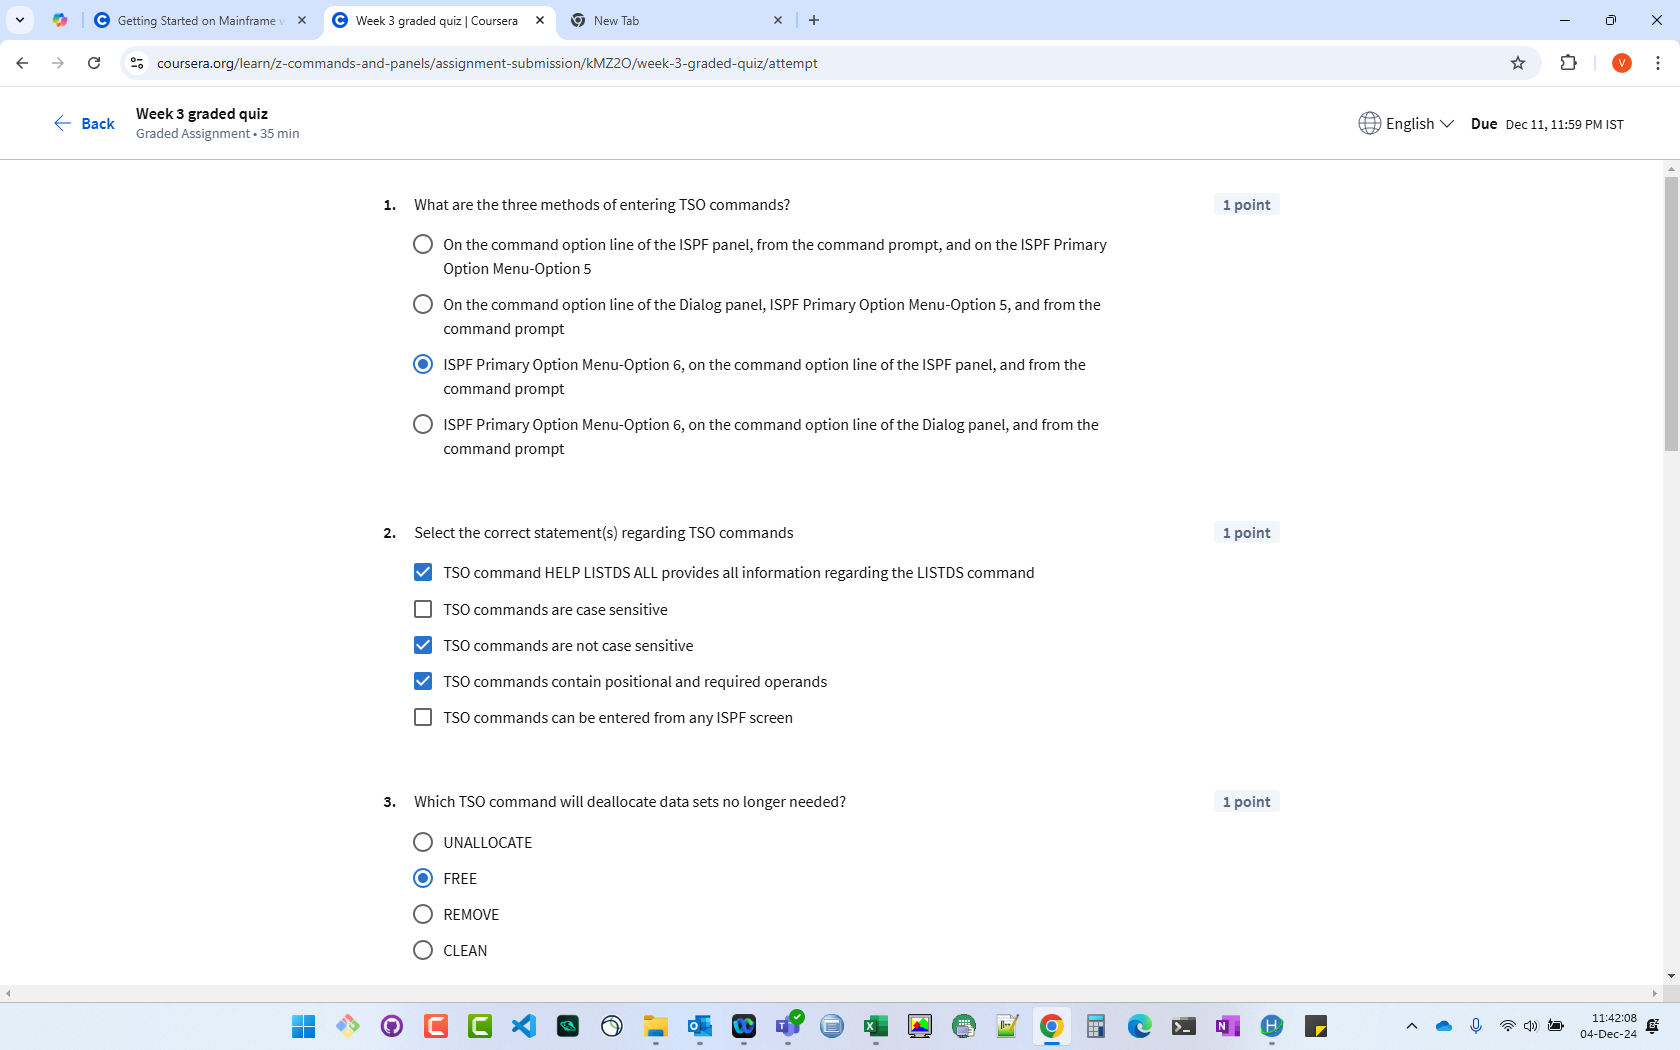 Getting Started on Mainframe w
Week 3 graded quiz | Coursera
New Tab
coursera.org/learn/z-commands-and-panels/assignment-submission/kMZ2O/week-3-graded-quiz/attempt
V
Back
Week 3 graded quiz
Graded Assignment • 35 min
English
Due Dec 11, 11:59 PM IST
1. What are the three methods of entering TSO commands?
1 point
On the command option line of the ISPF panel, from the command prompt, and on the ISPF Primary
Option Menu-Option 5
On the command option line of the Dialog panel, ISPF Primary Option Menu-Option 5, and from the
command prompt
ISPF Primary Option Menu-Option 6, on the command option line of the ISPF panel, and from the
command prompt
ISPF Primary Option Menu-Option 6, on the command option line of the Dialog panel, and from the
command prompt
2. Select the correct statement(s) regarding TSO commands
1 point
TSO command HELP LISTDS ALL provides all information regarding the LISTDS command
TSO commands are case sensitive
TSO commands are not case sensitive
TSO commands contain positional and required operands
TSO commands can be entered from any ISPF screen
3. Which TSO command will deallocate data sets no longer needed?
1 point
UNALLOCATE
FREE
REMOVE
CLEAN
11:42:08
04-Dec-24